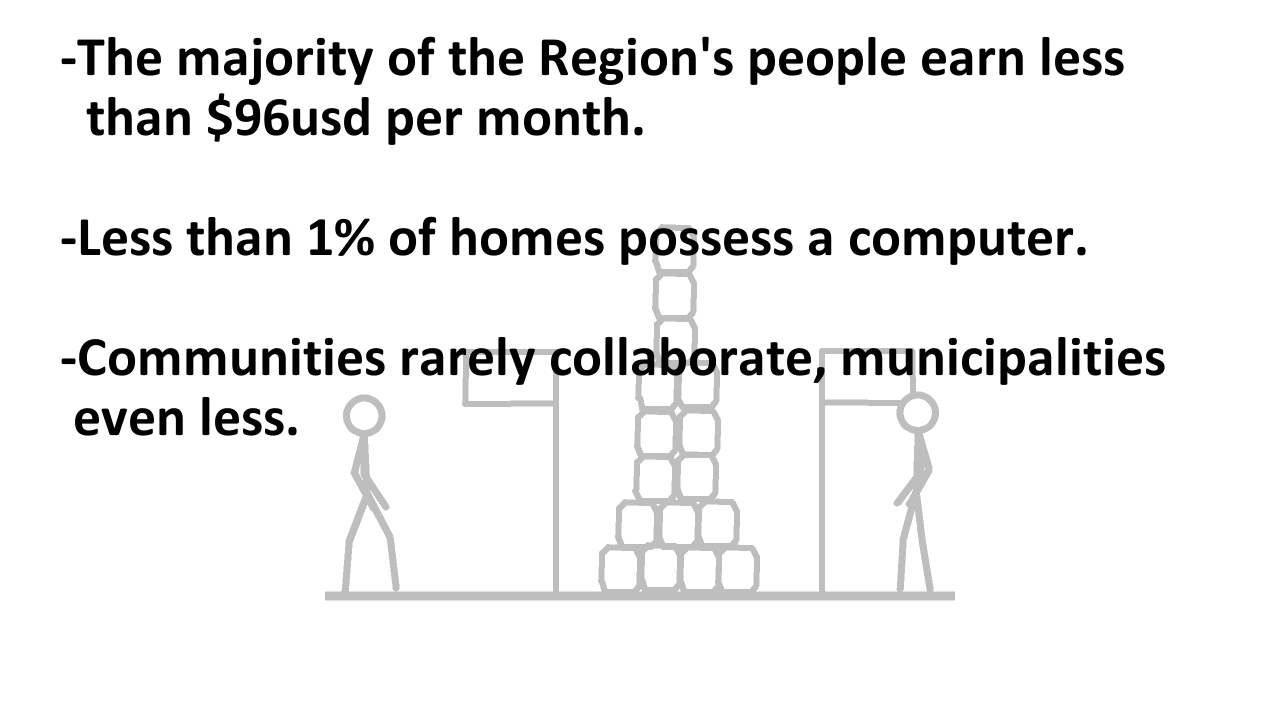 -The majority of the Region's people earn less
than $96usd per month.
-Less than 1% of homes possess a computer.
-Communities rarely collaborate, municipalities
even less.